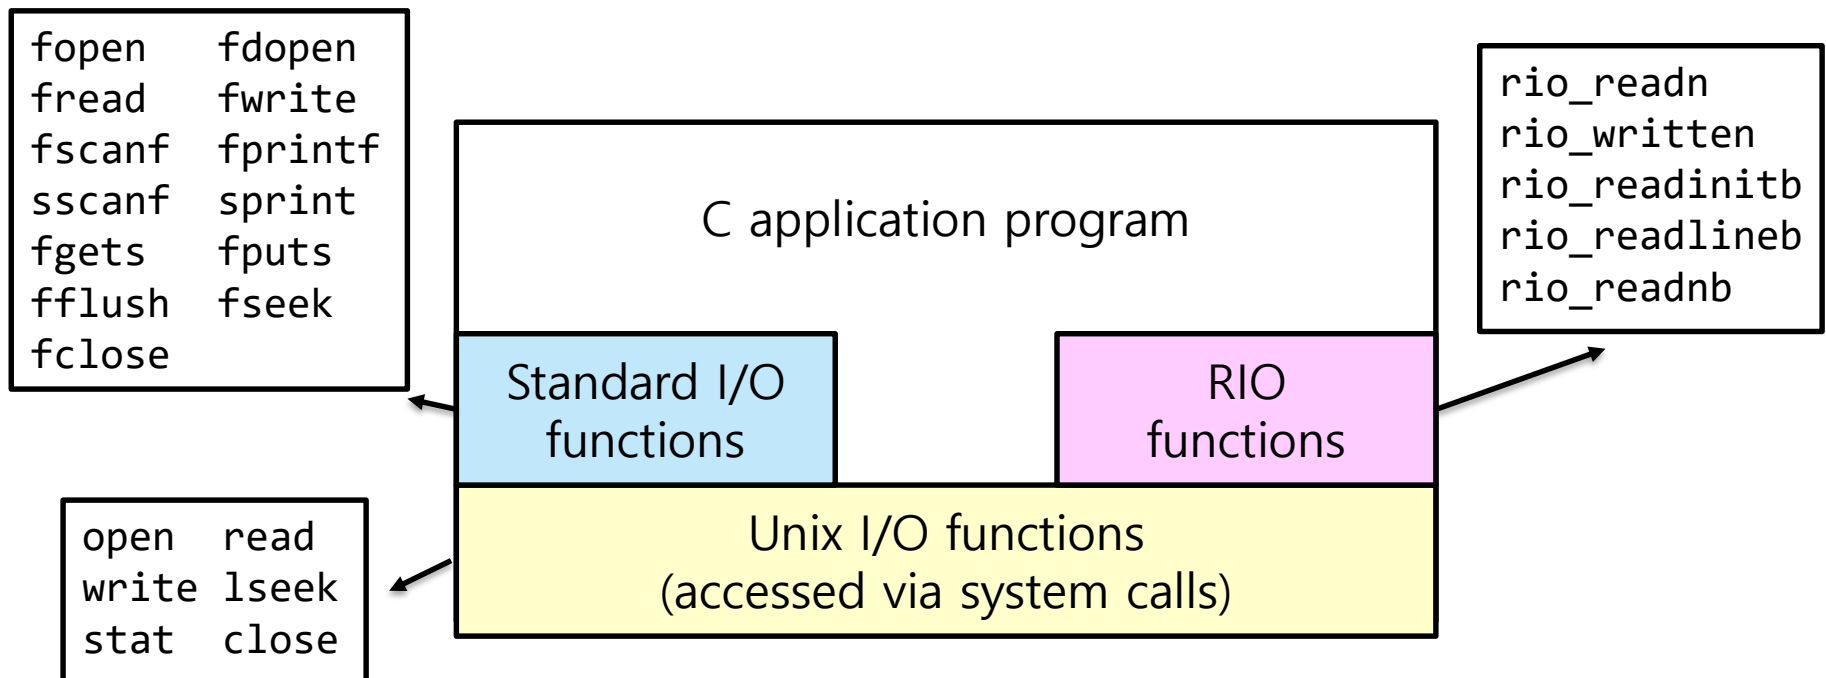 fopen fdopen
fread fwrite
fscanf fprintf
sscanf sprint
fgets fputs
fflush fseek
fclose
rio_readn
rio_written
rio_readinitb
rio_readlineb
rio_readnb
C application program
Standard I/O
functions
RIO
functions
open read
write lseek
stat close
Unix I/O functions
(accessed via system calls)